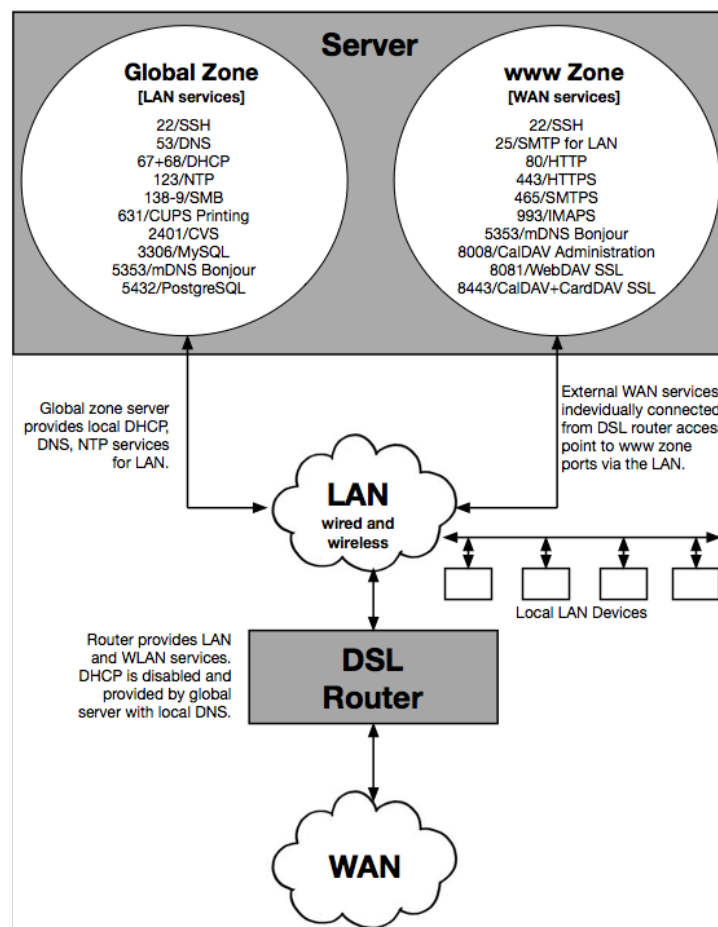 Server
Global Zone
[LAN services]
22/SSH
53/DNS
67+68/DHCP
123/NTP
138-9/SMB
631/CUPS Printing
2401/CVS
3306/MySQL
5353/mDNS Bonjour
5432/PostgreSQL
www Zone
[WAN services]
22/SSH
25/SMTP for LAN
80/HTTP
443/HTTPS
465/SMTPS
993/IMAPS
5353/mDNS Bonjour
8008/CalDAV Administration
8081/WebDAV SSL
8443/CalDAV+CardDAV SSL
Global zone server
provides local DHCP,
DNS, NTP services
for LAN.
External WAN services
indevidually connected
from DSL router access
point to www zone
ports via the LAN.
LAN
wired and
wireless
Local LAN Devices
Router provides LAN
and WLAN services.
DHCP is disabled and
provided by global
server with local DNS.
DSL
Router
WAN